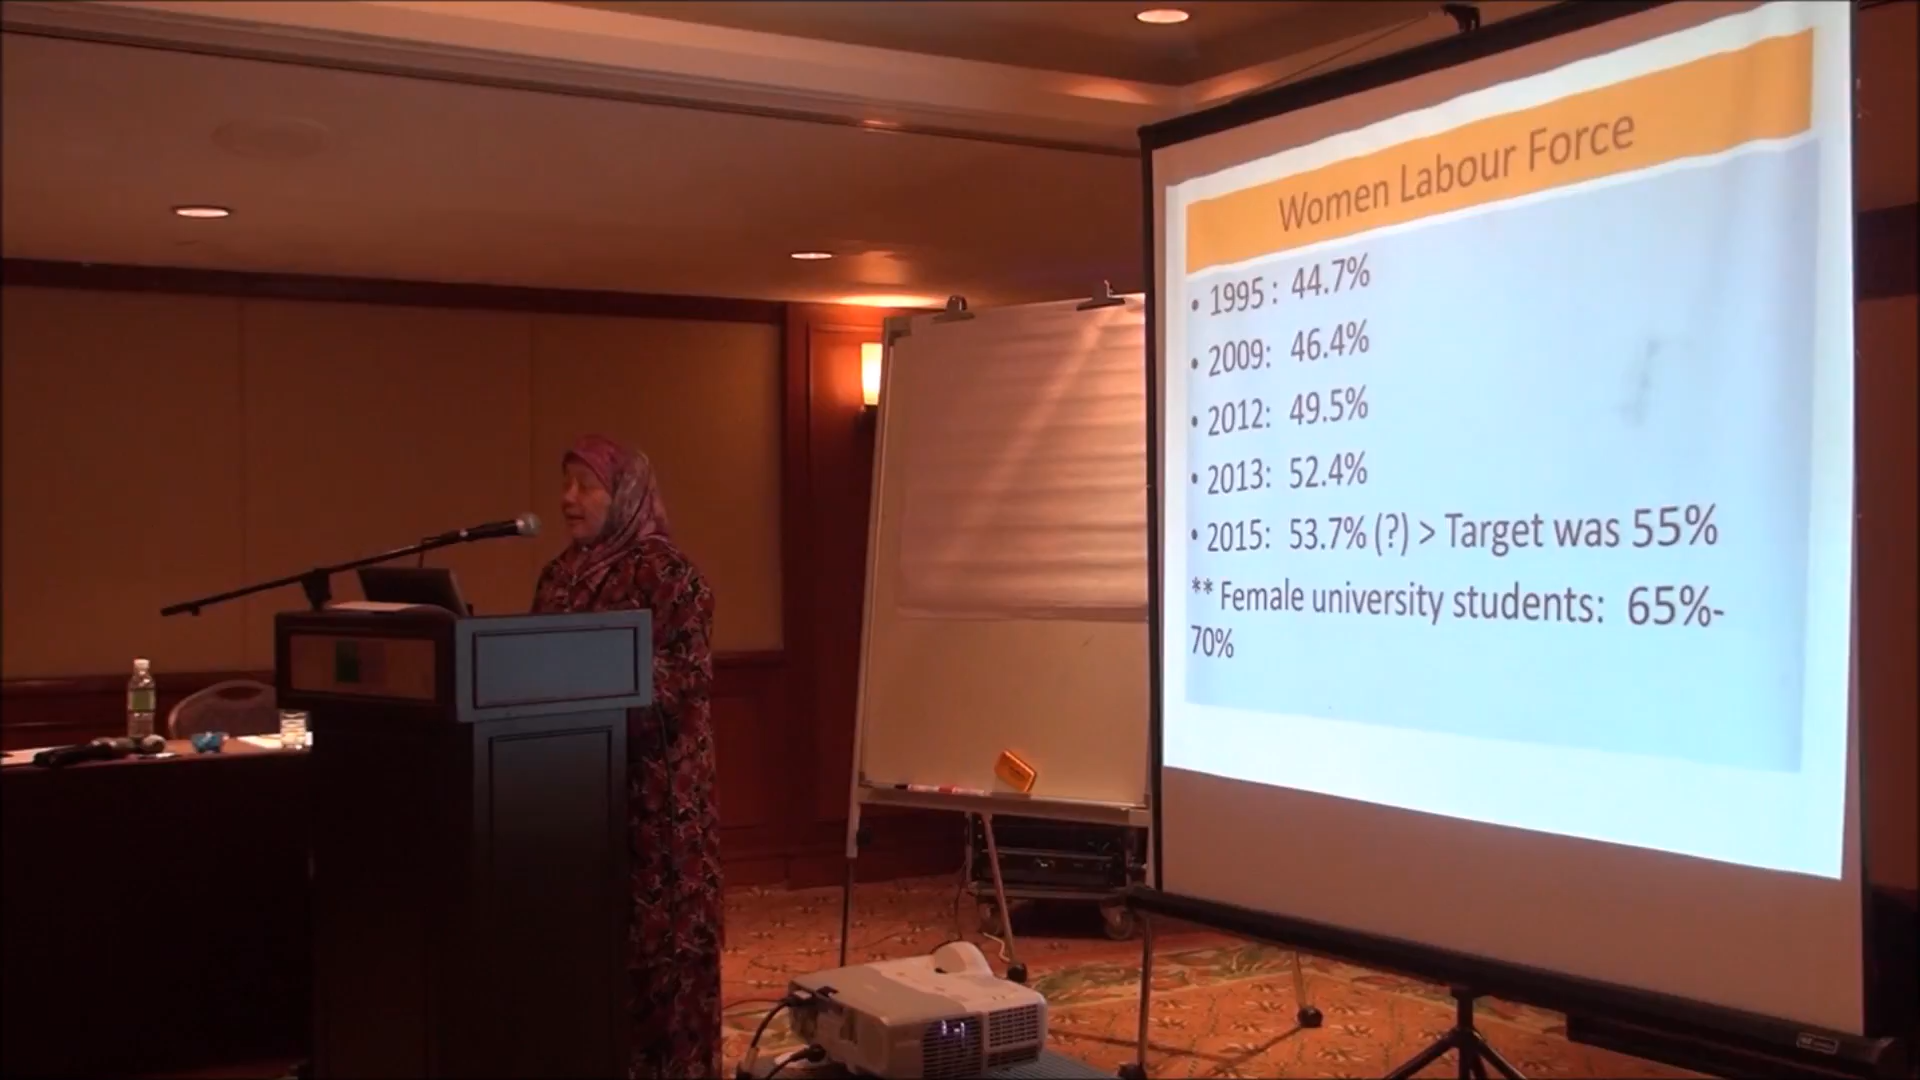 Women Labour Force
• 1995 : 44.7%
• 2009: 46.4%
• 2012: 49.5%
• 2013: 52.4%
• 2015: 53.7% (?) > Target was 55%
** Female university students: 65%-
70%